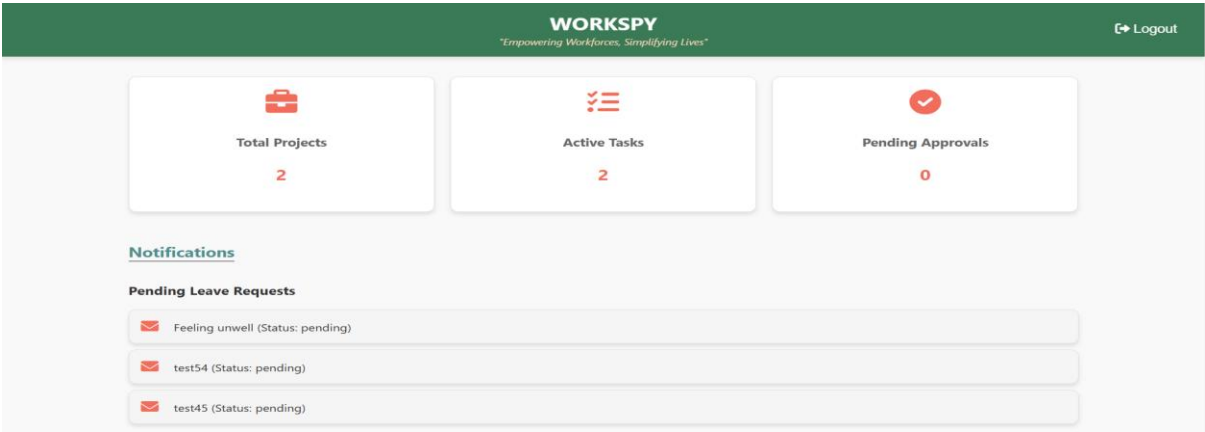 WORKSPY
"Empowering Workforces, Simplifying Lives"
Logout
Total Projects
2
Active Tasks
2
Pending Approvals
0
Notifications
Pending Leave Requests
Feeling unwell (Status: pending)
test54 (Status: pending)
test45 (Status: pending)